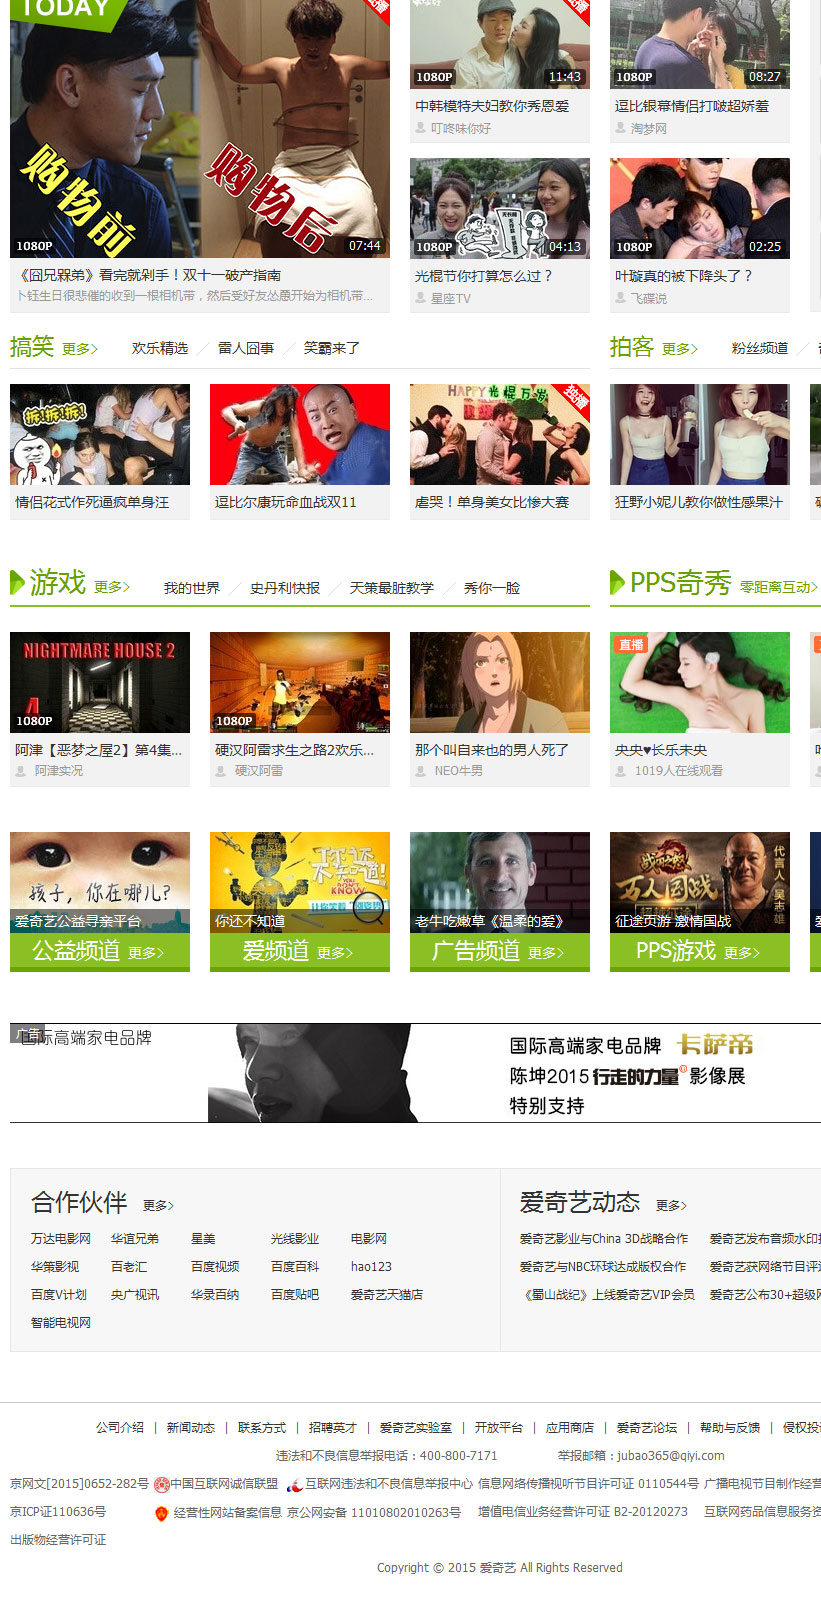 TODAY
独播
购物前
购物后
1080P
07:44
《囧兄槑弟》看完就剁手！双十一破产指南
卜钰生日很悲催的收到一根相机带，然后受好友怂恿开始为相机带...
1080P
11:43
中韩模特夫妇教你秀恩爱
叮咚味你好
1080P
08:27
逗比银幕情侣打啵超娇羞
淘梦网
1080P
04:13
光棍节你打算怎么过？
星座TV
1080P
02:25
叶璇真的被下降头了？
飞碟说
搞笑 更多>
欢乐精选 / 雷人囧事 / 笑霸来了
拍客 更多>
粉丝频道 /
拆!拆!拆!
情侣花式作死逼疯单身汪
逗比尔康玩命血战双11
HAPPY 光棍万岁
独播
虐哭！单身美女比惨大赛
狂野小妮儿教你做性感果汁
游戏 更多>
我的世界 / 史丹利快报 / 天策最脏教学 / 秀你一脸
PPS奇秀 零距离互动>
NIGHTMARE HOUSE 2
1080P
阿津【恶梦之屋2】第4集...
阿津实况
1080P
硬汉阿雷求生之路2欢乐...
硬汉阿雷
那个叫自来也的男人死了
NEO牛男
直播
央央♥长乐未央
1019人在线观看
孩子，你在哪儿?
爱奇艺公益寻亲平台
公益频道 更多>
你还不知道!
YOU DON'T KNOW
你还不知道
爱频道 更多>
老牛吃嫩草《温柔的爱》
广告频道 更多>
万人国战
代言人 吴志雄
征途页游 激情国战
PPS游戏 更多>
广告
国际高端家电品牌
国际高端家电品牌 卡萨帝
陈坤2015行走的力量®影像展
特别支持
合作伙伴 更多>
万达电影网 华谊兄弟 星美 光线影业 电影网
华策影视 百老汇 百度视频 百度百科 hao123
百度V计划 央广视讯 华录百纳 百度贴吧 爱奇艺天猫店
智能电视网
爱奇艺动态 更多>
爱奇艺影业与China 3D战略合作 爱奇艺发布音频水印
爱奇艺与NBC环球达成版权合作 爱奇艺获网络节目评
《蜀山战纪》上线爱奇艺VIP会员 爱奇艺公布30+超级
公司介绍 | 新闻动态 | 联系方式 | 招聘英才 | 爱奇艺实验室 | 开放平台 | 应用商店 | 爱奇艺论坛 | 帮助与反馈 | 侵权投
违法和不良信息举报电话：400-800-7171 举报邮箱：jubao365@qiyi.com
京网文[2015]0652-282号 中国互联网诚信联盟 互联网违法和不良信息举报中心 信息网络传播视听节目许可证 0110544号 广播电视节目制作经营
京ICP证110636号 经营性网站备案信息 京公网安备 11010802010263号 增值电信业务经营许可证 B2-20120273 互联网药品信息服务资
出版物经营许可证
Copyright © 2015 爱奇艺 All Rights Reserved